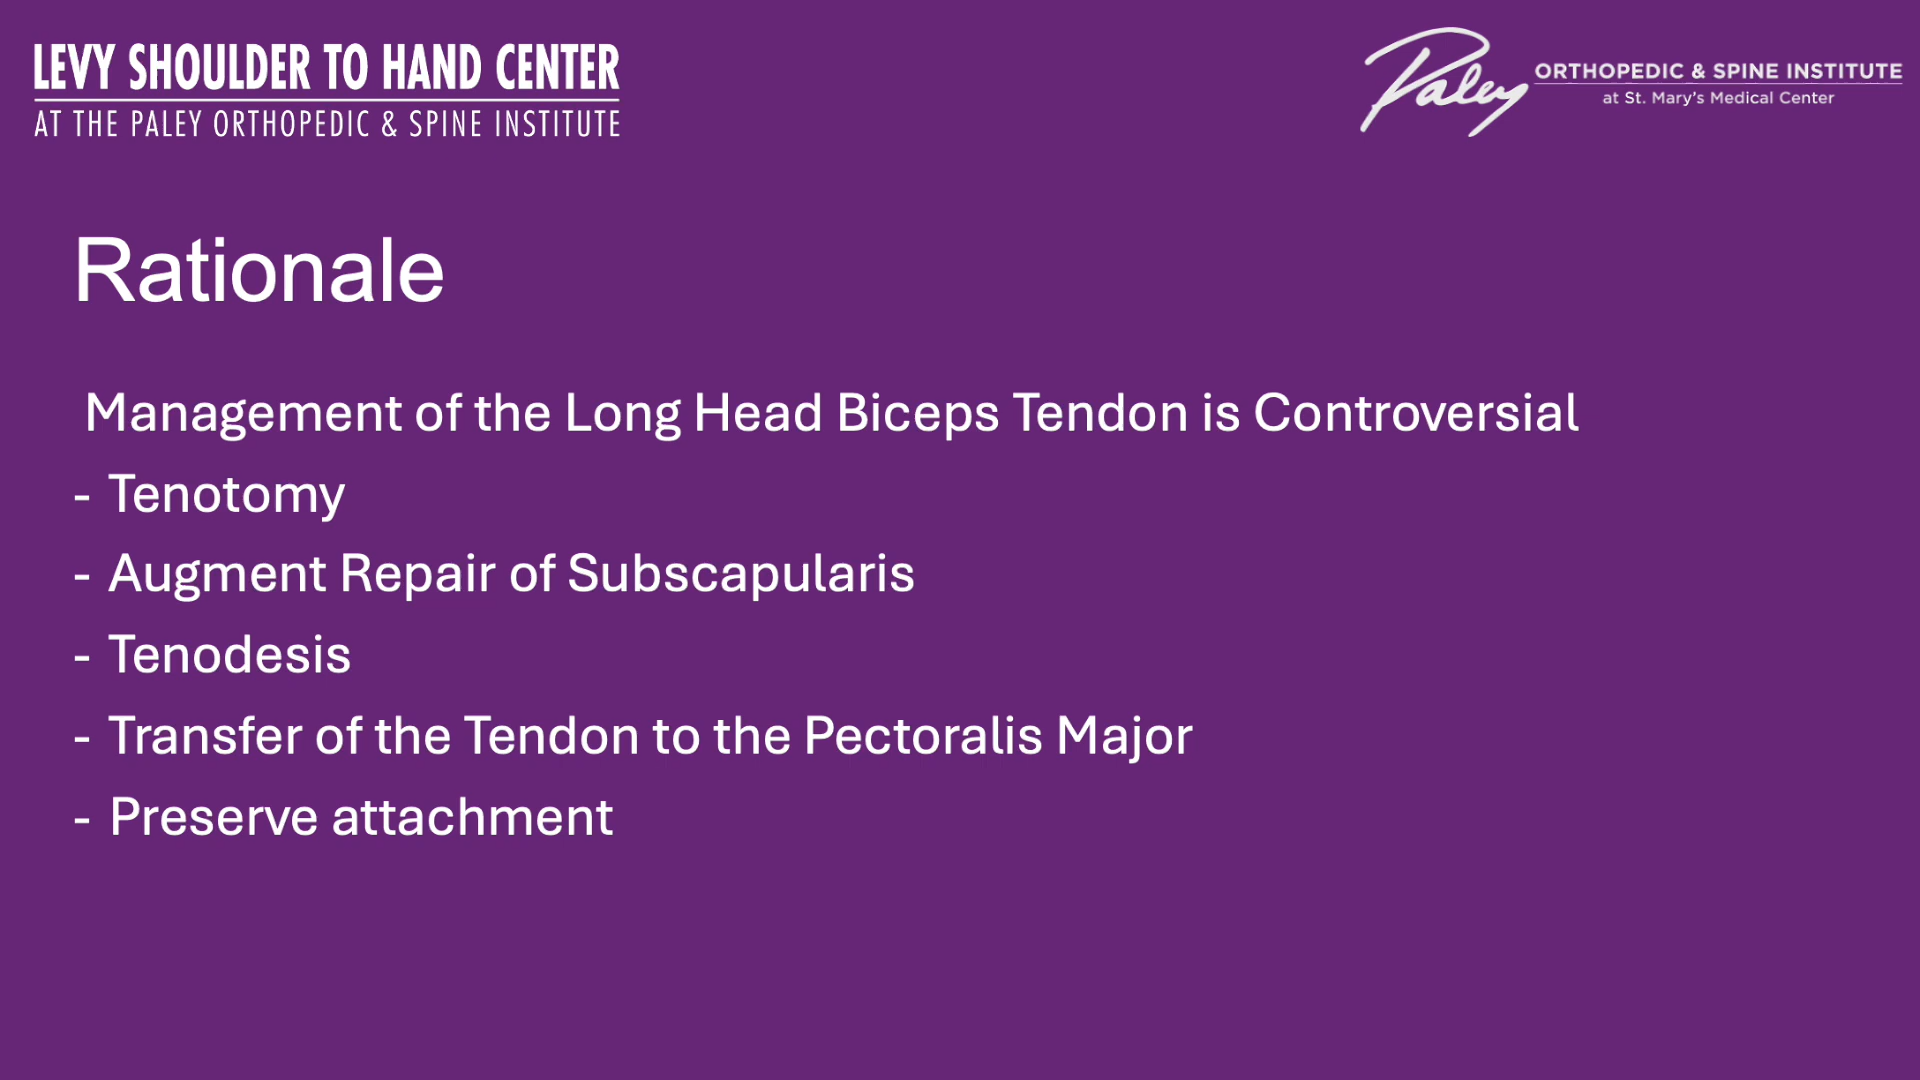 LEVY SHOULDER TO HAND CENTER
AT THE PALEY ORTHOPEDIC & SPINE INSTITUTE
Paley
ORTHOPEDIC & SPINE INSTITUTE
at St. Mary's Medical Center
Rationale
Management of the Long Head Biceps Tendon is Controversial
- Tenotomy
- Augment Repair of Subscapularis
- Tenodesis
- Transfer of the Tendon to the Pectoralis Major
- Preserve attachment